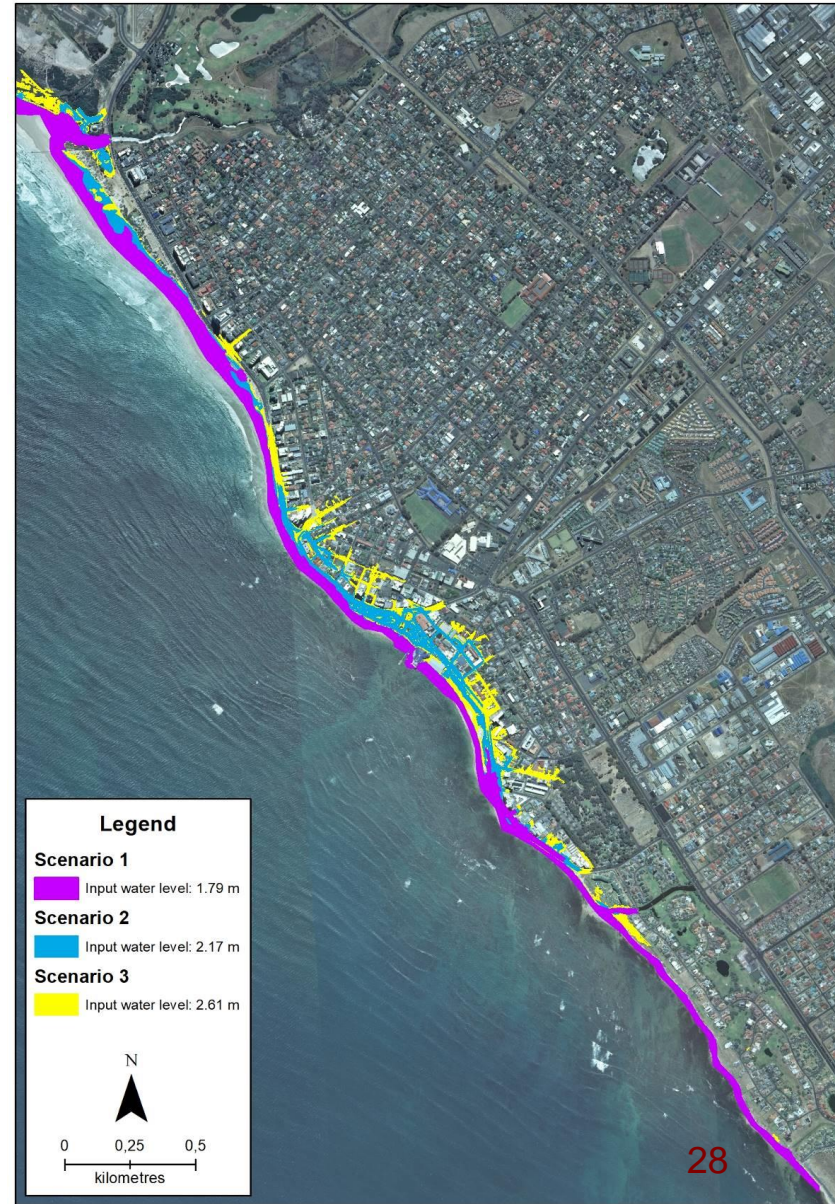 Legend
Scenario 1
Input water level: 1.79 m
Scenario 2
Input water level: 2.17 m
Scenario 3
Input water level: 2.61 m
N
0 0,25 0,5
kilometres
28